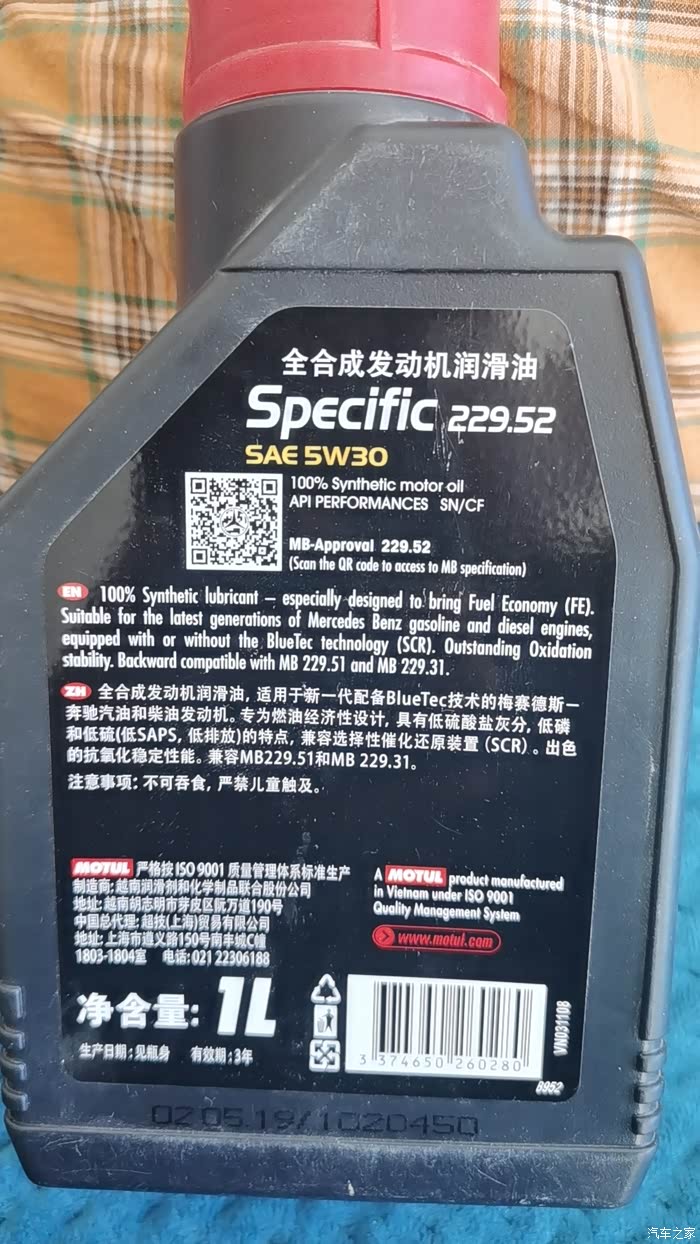 全合成发动机润滑油
Specific 229.52
SAE 5W30
100% Synthetic motor oil
API PERFORMANCES SN/CF
MB-Approval 229.52
(Scan the QR code to access to MB specification)
EN 100% Synthetic lubricant – especially designed to bring Fuel Economy (FE).
Suitable for the latest generations of Mercedes Benz gasoline and diesel engines,
equipped with or without the BlueTec technology (SCR). Outstanding Oxidation
stability. Backward compatible with MB 229.51 and MB 229.31.
ZH 全合成发动机润滑油, 适用于新一代配备BlueTec技术的梅赛德斯–
奔驰汽油和柴油发动机。专为燃油经济性设计, 具有低硫酸盐灰分, 低磷
和低硫(低SAPS, 低排放)的特点, 兼容选择性催化还原装置 (SCR) 。出色
的抗氧化稳定性能。兼容MB229.51和MB 229.31。
注意事项: 不可吞食, 严禁儿童触及。
MOTUL 严格按ISO 9001 质量管理体系标准生产
制造商: 越南润滑剂和化学制品联合股份公司
地址: 越南胡志明市芽皮区阮万道190号
中国总代理: 超技(上海)贸易有限公司
地址: 上海市遵义路150号南丰城C幢
1803-1804室 电话: 021 22306188
A MOTUL product manufactured
in Vietnam under ISO 9001
Quality Management System
www.motul.com
净含量: 1L
生产日期: 见瓶身 有效期: 3年
3 374650 260280
VN031108
8952
02.05.19/1020450
汽车之家